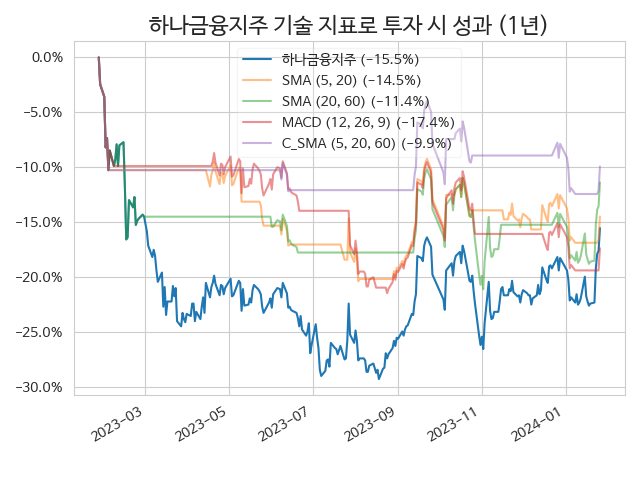 하나금융지주 기술 지표로 투자 시 성과 (1년)
0.0%
−5.0%
−10.0%
−15.0%
−20.0%
−25.0%
−30.0%
하나금융지주 (−15.5%)
SMA (5, 20) (−14.5%)
SMA (20, 60) (−11.4%)
MACD (12, 26, 9) (−17.4%)
C_SMA (5, 20, 60) (−9.9%)
2023-03
2023-05
2023-07
2023-09
2023-11
2024-01